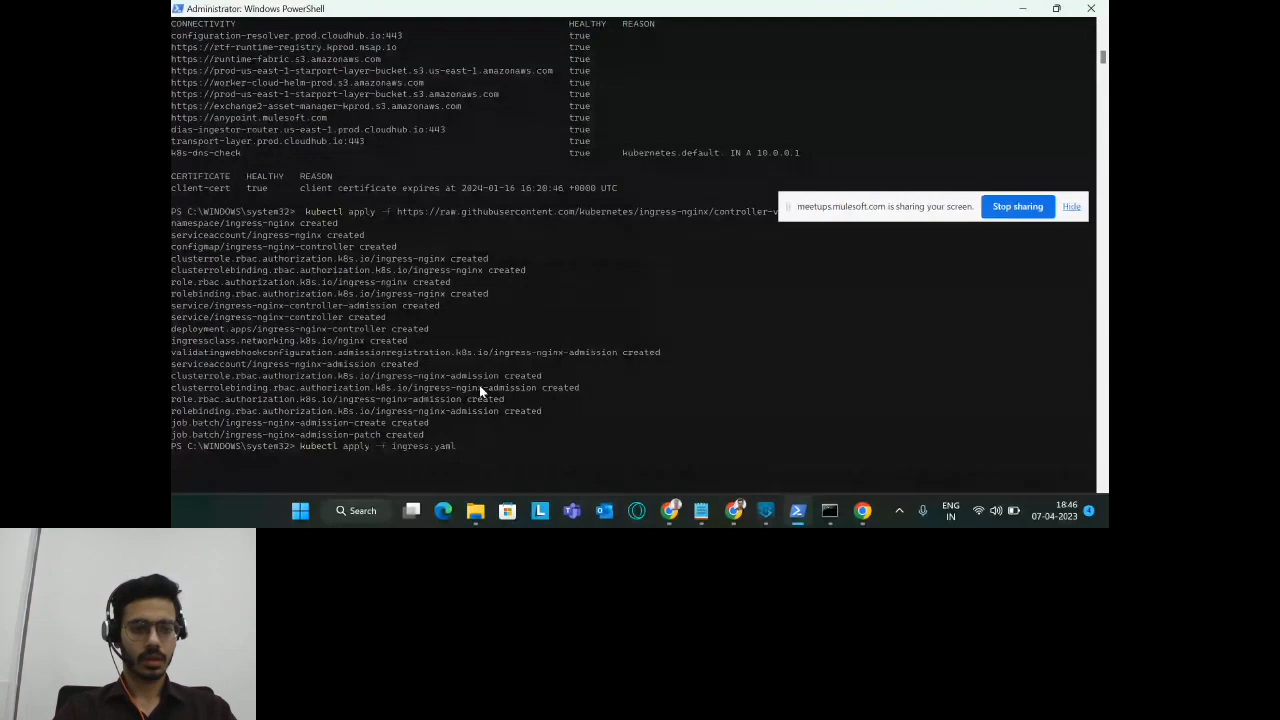 Administrator: Windows PowerShell
CONNECTIVITY HEALTHY REASON
configuration-resolver.prod.cloudhub.io:443 true
https://rtf-runtime-registry.kprod.msap.io true
https://runtime-fabric.s3.amazonaws.com true
https://prod-us-east-1-starport-layer-bucket.s3.us-east-1.amazonaws.com true
https://worker-cloud-helm-prod.s3.amazonaws.com true
https://prod-us-east-1-starport-layer-bucket.s3.amazonaws.com true
https://exchange2-asset-manager-kprod.s3.amazonaws.com true
https://anypoint.mulesoft.com true
dias-ingestor-router.us-east-1.prod.cloudhub.io:443 true
transport-layer.prod.cloudhub.io:443 true
k8s-dns-check true kubernetes.default. IN A 10.0.0.1
CERTIFICATE HEALTHY REASON
client-cert true client certificate expires at 2024-01-16 16:20:46 +0000 UTC
PS C:\WINDOWS\system32> kubectl apply -f https://raw.githubusercontent.com/kubernetes/ingress-nginx/controller-v
meetups.mulesoft.com is sharing your screen. Stop sharing Hide
namespace/ingress-nginx created
serviceaccount/ingress-nginx created
configmap/ingress-nginx-controller created
clusterrole.rbac.authorization.k8s.io/ingress-nginx created
clusterrolebinding.rbac.authorization.k8s.io/ingress-nginx created
role.rbac.authorization.k8s.io/ingress-nginx created
rolebinding.rbac.authorization.k8s.io/ingress-nginx created
service/ingress-nginx-controller-admission created
service/ingress-nginx-controller created
deployment.apps/ingress-nginx-controller created
ingressclass.networking.k8s.io/nginx created
validatingwebhookconfiguration.admissionregistration.k8s.io/ingress-nginx-admission created
serviceaccount/ingress-nginx-admission created
clusterrole.rbac.authorization.k8s.io/ingress-nginx-admission created
clusterrolebinding.rbac.authorization.k8s.io/ingress-nginx-admission created
role.rbac.authorization.k8s.io/ingress-nginx-admission created
rolebinding.rbac.authorization.k8s.io/ingress-nginx-admission created
job.batch/ingress-nginx-admission-create created
job.batch/ingress-nginx-admission-patch created
PS C:\WINDOWS\system32> kubectl apply -f ingress.yaml
Search
L
ENG
IN
18:46
07-04-2023
4